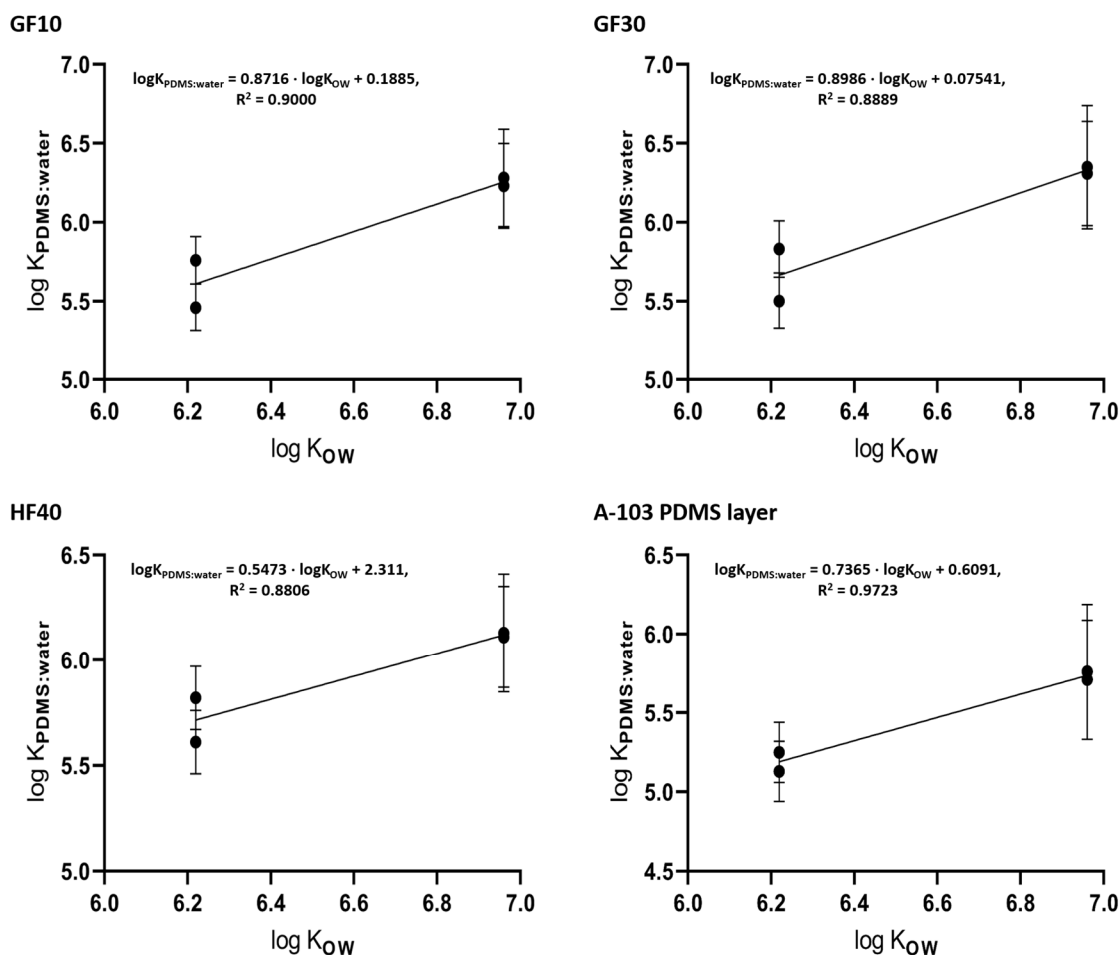 GF10
logK_PDMS:water = 0.8716 · logK_OW + 0.1885,
R² = 0.9000
7.0
6.5
6.0
5.5
5.0
log K_PDMS:water
6.0 6.2 6.4 6.6 6.8 7.0
log K_OW
GF30
logK_PDMS:water = 0.8986 · logK_OW + 0.07541,
R² = 0.8889
7.0
6.5
6.0
5.5
5.0
log K_PDMS:water
6.0 6.2 6.4 6.6 6.8 7.0
log K_OW
HF40
logK_PDMS:water = 0.5473 · logK_OW + 2.311,
R² = 0.8806
6.5
6.0
5.5
5.0
log K_PDMS:water
6.0 6.2 6.4 6.6 6.8 7.0
log K_OW
A-103 PDMS layer
logK_PDMS:water = 0.7365 · logK_OW + 0.6091,
R² = 0.9723
6.5
6.0
5.5
5.0
4.5
log K_PDMS:water
6.0 6.2 6.4 6.6 6.8 7.0
log K_OW